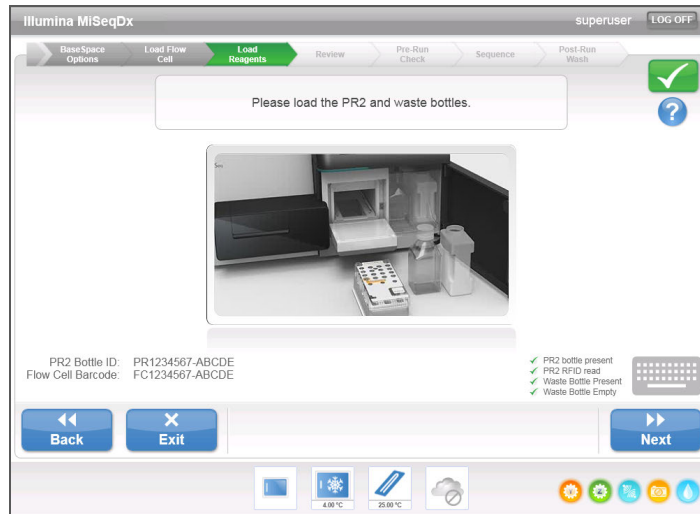 Illumina MiSeqDx
superuser
LOG OFF
BaseSpace
Options
Load Flow
Cell
Load
Reagents
Review
Pre-Run
Check
Sequence
Post-Run
Wash
Please load the PR2 and waste bottles.
PR2 Bottle ID: PR1234567-ABCDE
Flow Cell Barcode: FC1234567-ABCDE
PR2 bottle present
PR2 RFID read
Waste Bottle Present
Waste Bottle Empty
Back
Exit
Next
4.00 °C
25.00 °C